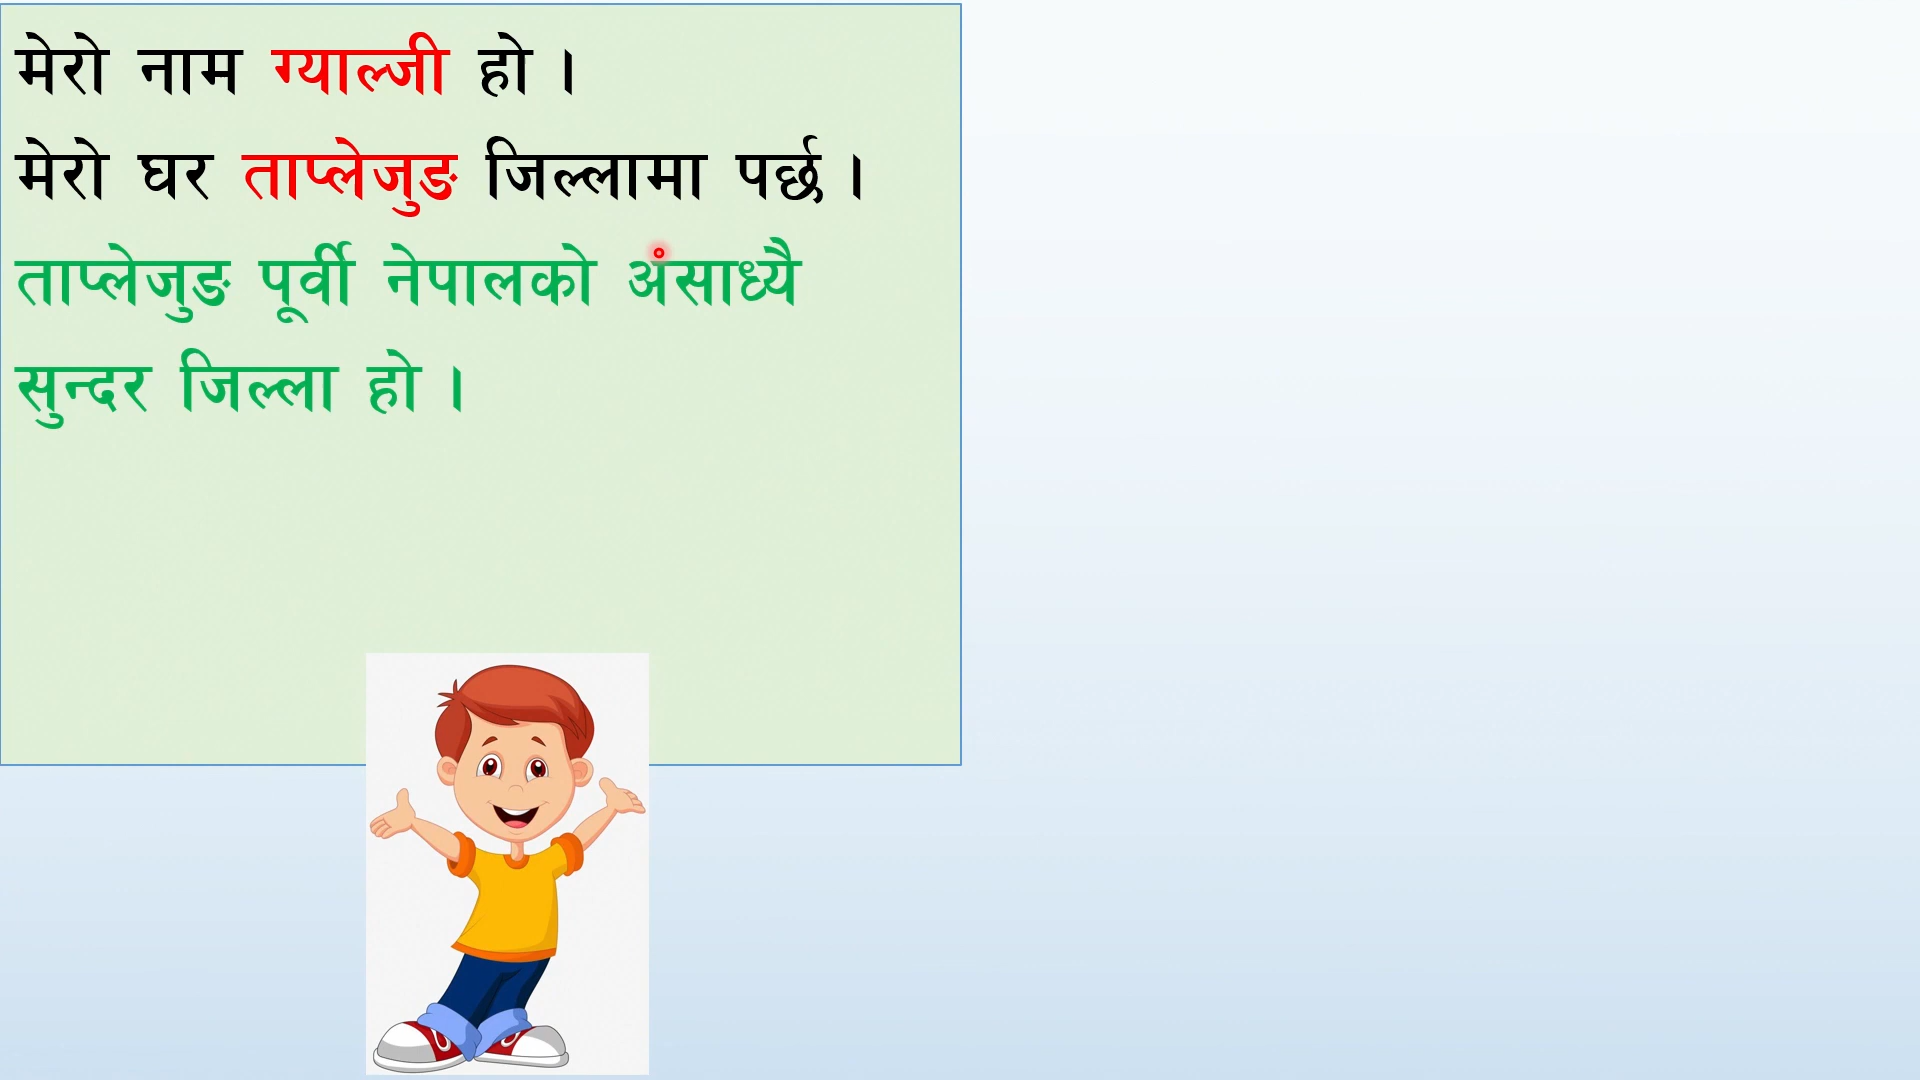 मेरो नाम ग्याल्जी हो ।
मेरो घर ताप्लेजुङ जिल्लामा पर्छ ।
ताप्लेजुङ पूर्वी नेपालको अंसाध्यै
सुन्दर जिल्ला हो ।